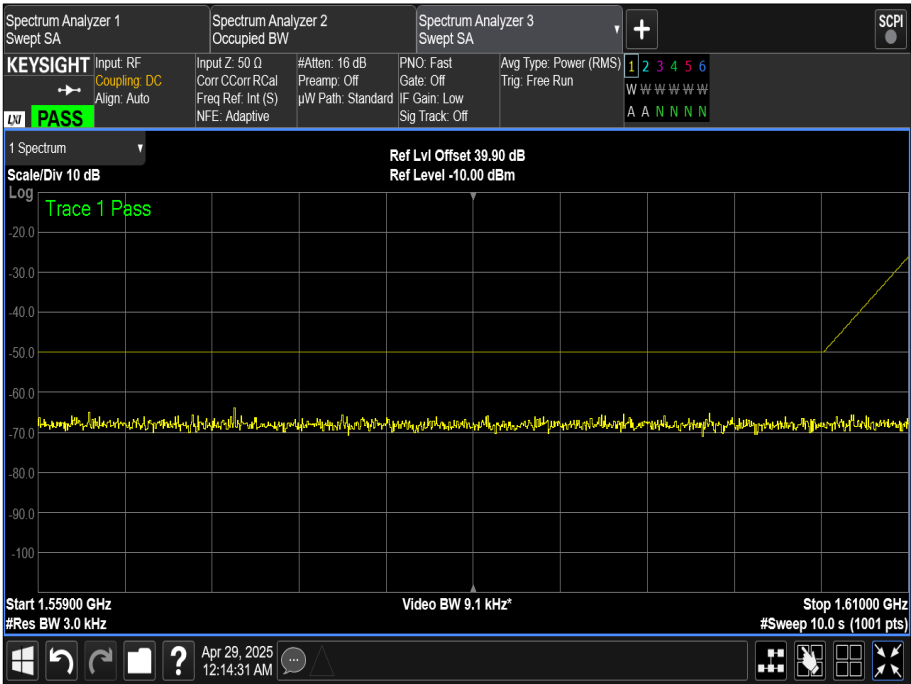 Spectrum Analyzer 1
Swept SA
Spectrum Analyzer 2
Occupied BW
Spectrum Analyzer 3
Swept SA
+
SCPI
KEYSIGHT
LXI
PASS
Input: RF
Coupling: DC
Align: Auto
Input Z: 50 Ω
Corr CCorr RCal
Freq Ref: Int (S)
NFE: Adaptive
#Atten: 16 dB
Preamp: Off
µW Path: Standard
PNO: Fast
Gate: Off
IF Gain: Low
Sig Track: Off
Avg Type: Power (RMS)
Trig: Free Run
1 2 3 4 5 6
W W W W W W
A A N N N N
1 Spectrum
Scale/Div 10 dB
Ref Lvl Offset 39.90 dB
Ref Level -10.00 dBm
Log
Trace 1 Pass
-20.0
-30.0
-40.0
-50.0
-60.0
-70.0
-80.0
-90.0
-100
Start 1.55900 GHz
#Res BW 3.0 kHz
Video BW 9.1 kHz*
Stop 1.61000 GHz
#Sweep 10.0 s (1001 pts)
?
Apr 29, 2025
12:14:31 AM